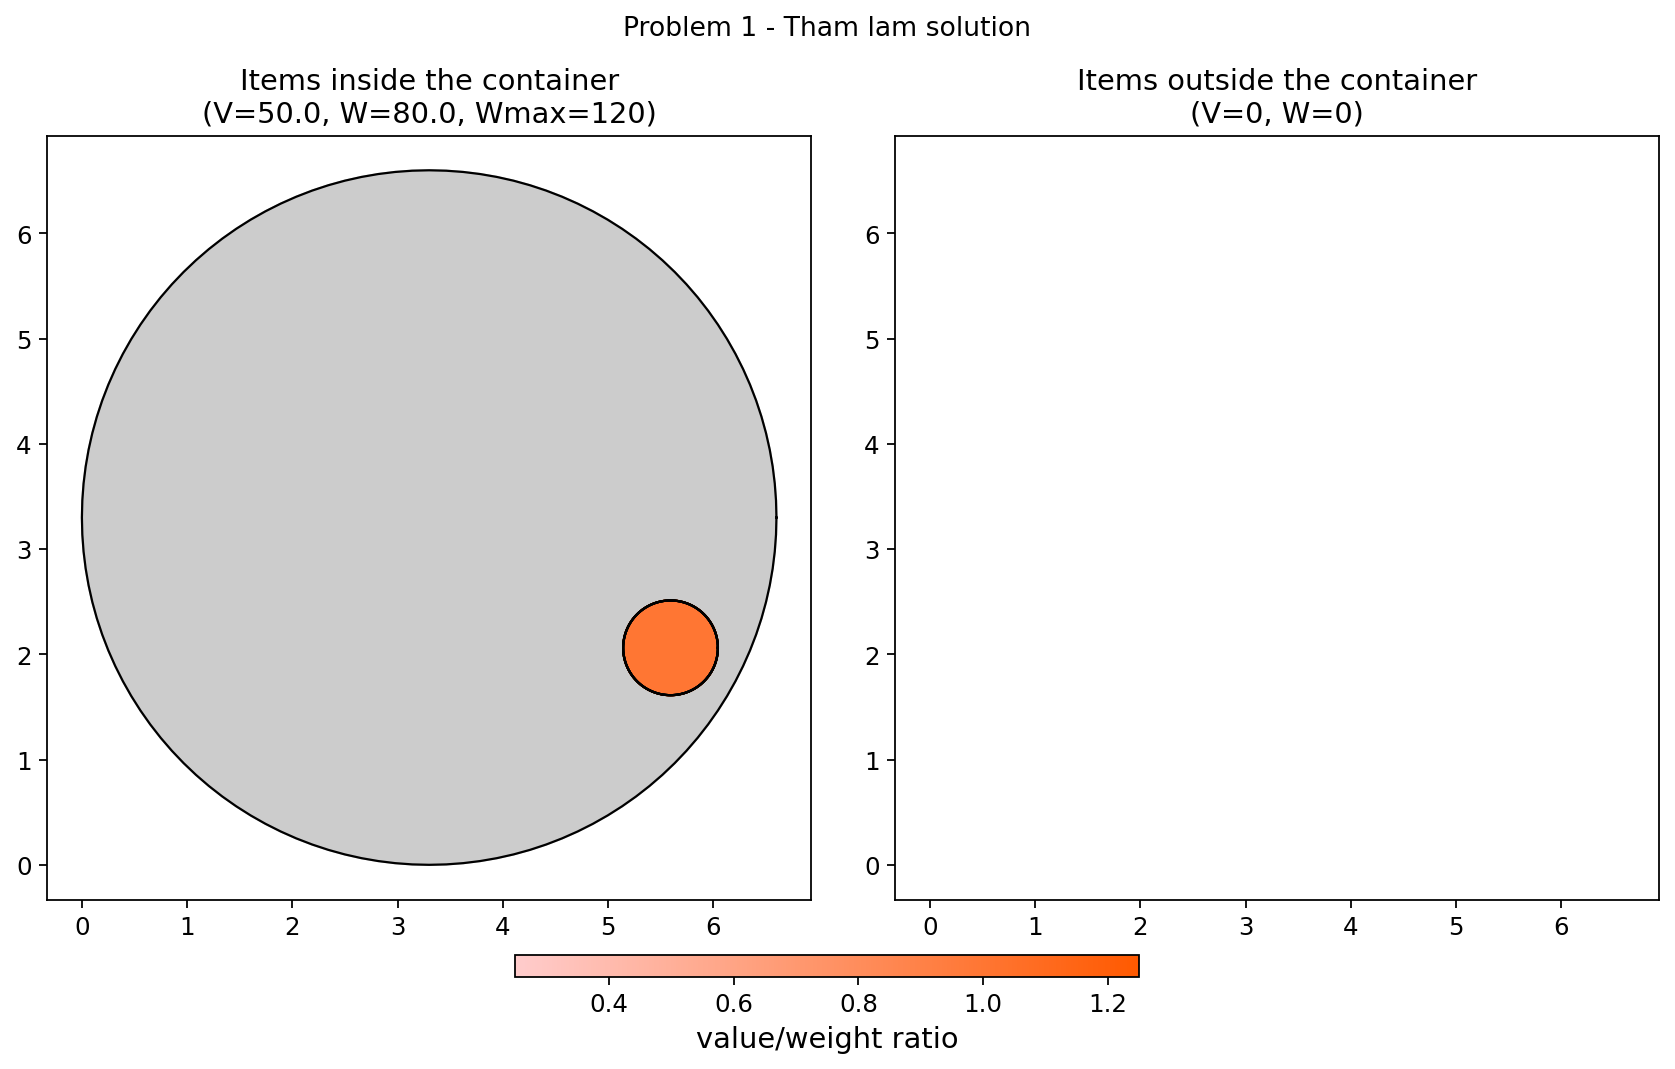 Problem 1 - Tham lam solution
Items inside the container
(V=50.0, W=80.0, Wmax=120)
6
5
4
3
2
1
0
0 1 2 3 4 5 6
Items outside the container
(V=0, W=0)
6
5
4
3
2
1
0
0 1 2 3 4 5 6
0.4 0.6 0.8 1.0 1.2
value/weight ratio